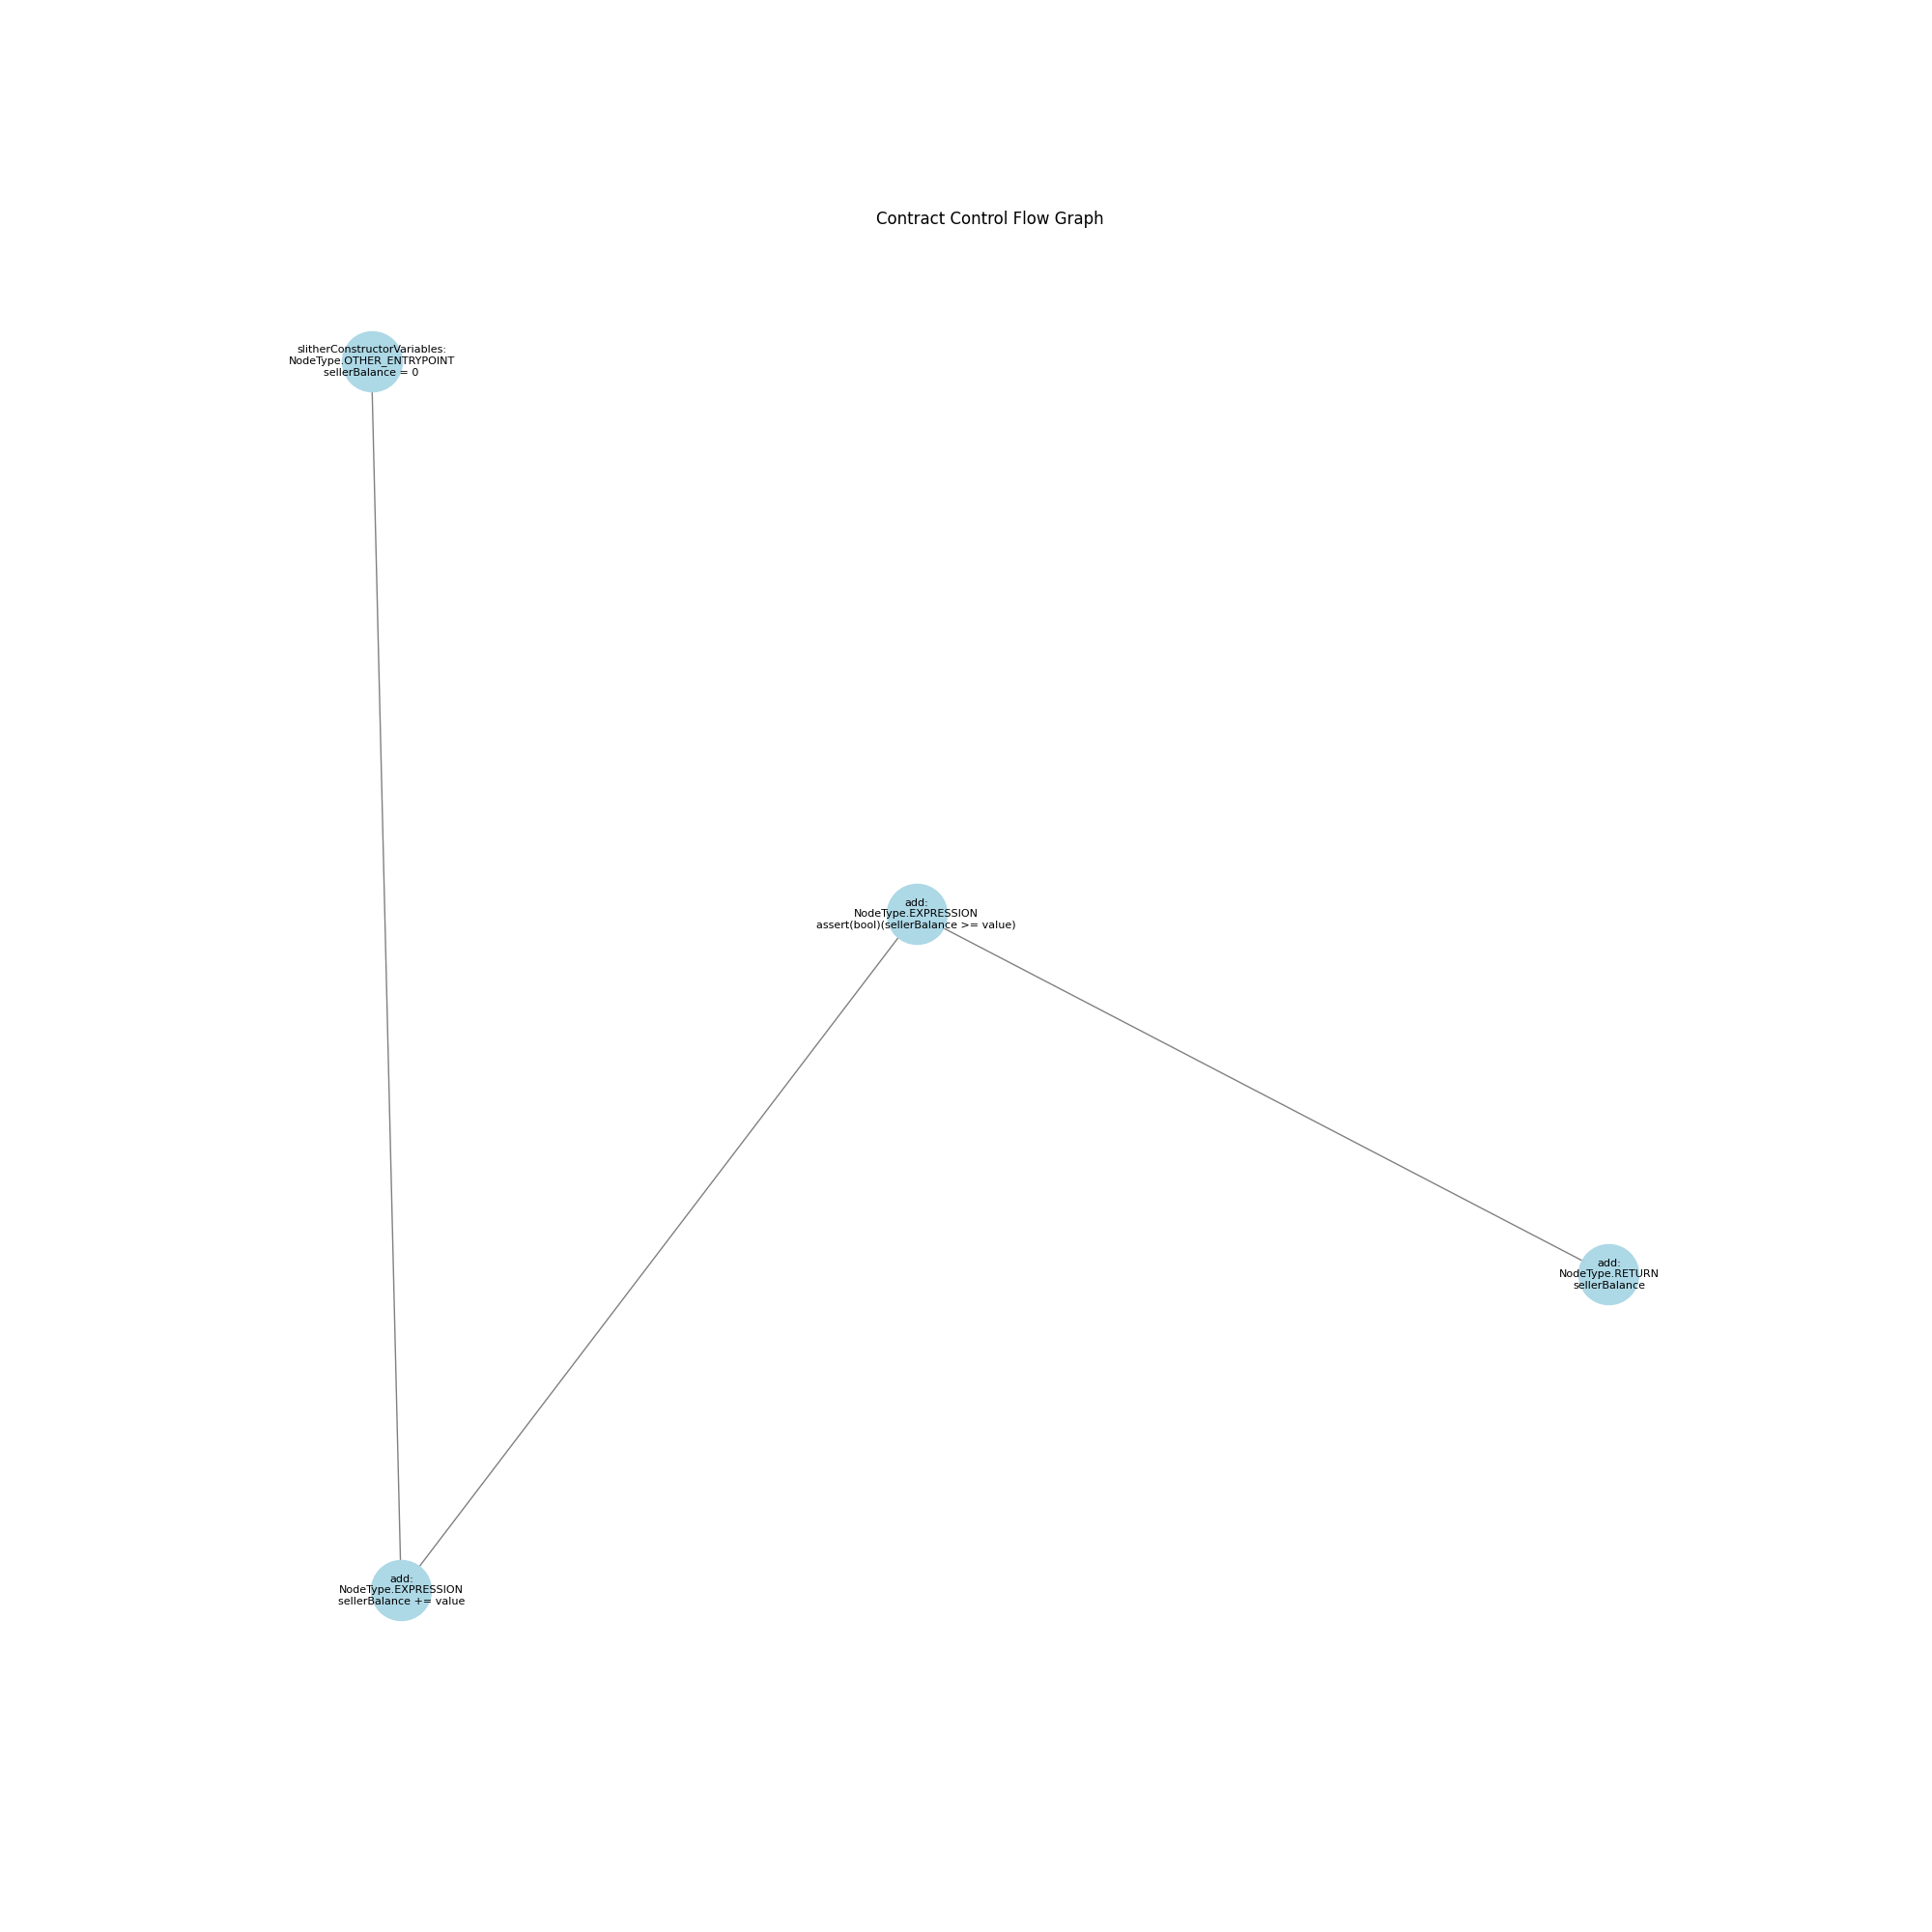 Contract Control Flow Graph
slitherConstructorVariables:
NodeType.OTHER_ENTRYPOINT
sellerBalance = 0
add:
NodeType.EXPRESSION
assert(bool)(sellerBalance >= value)
add:
NodeType.RETURN
sellerBalance
add:
NodeType.EXPRESSION
sellerBalance += value